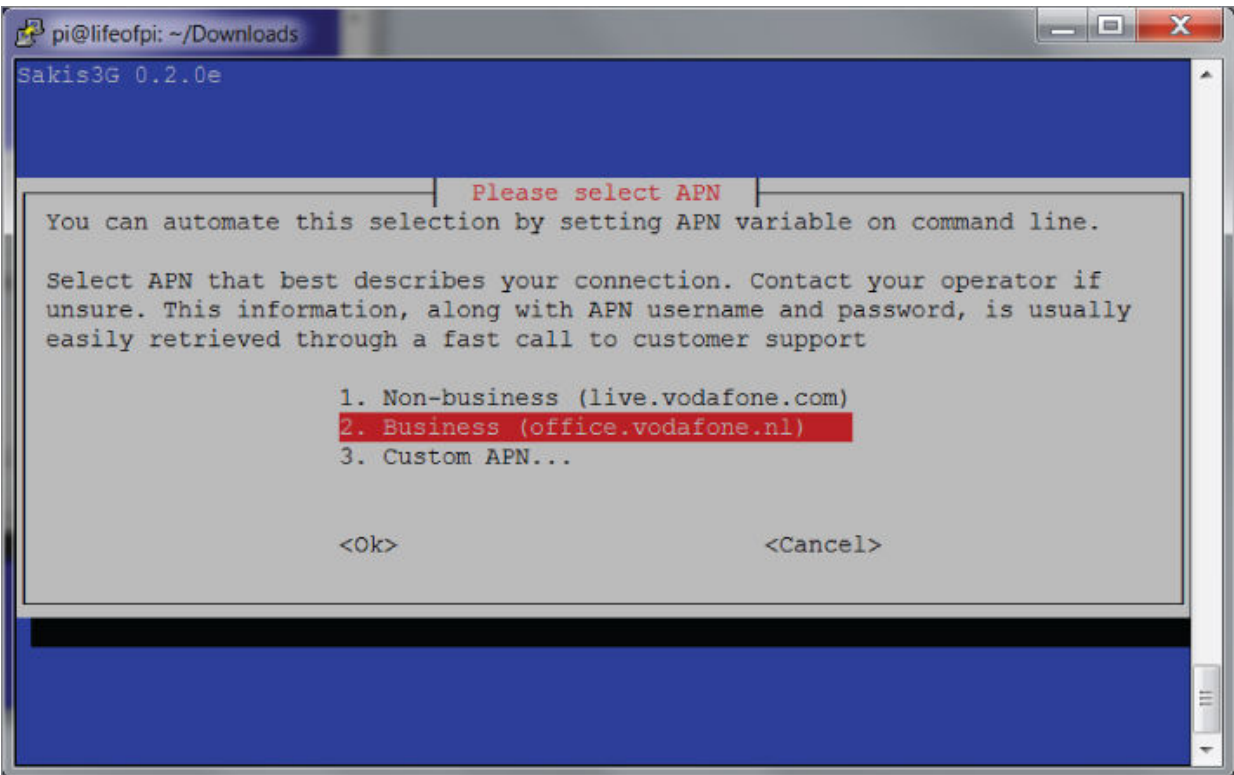 pi@lifeofpi: ~/Downloads
Sakis3G 0.2.0e
Please select APN
You can automate this selection by setting APN variable on command line.
Select APN that best describes your connection. Contact your operator if
unsure. This information, along with APN username and password, is usually
easily retrieved through a fast call to customer support
1. Non-business (live.vodafone.com)
2. Business (office.vodafone.nl)
3. Custom APN...
<Ok> <Cancel>